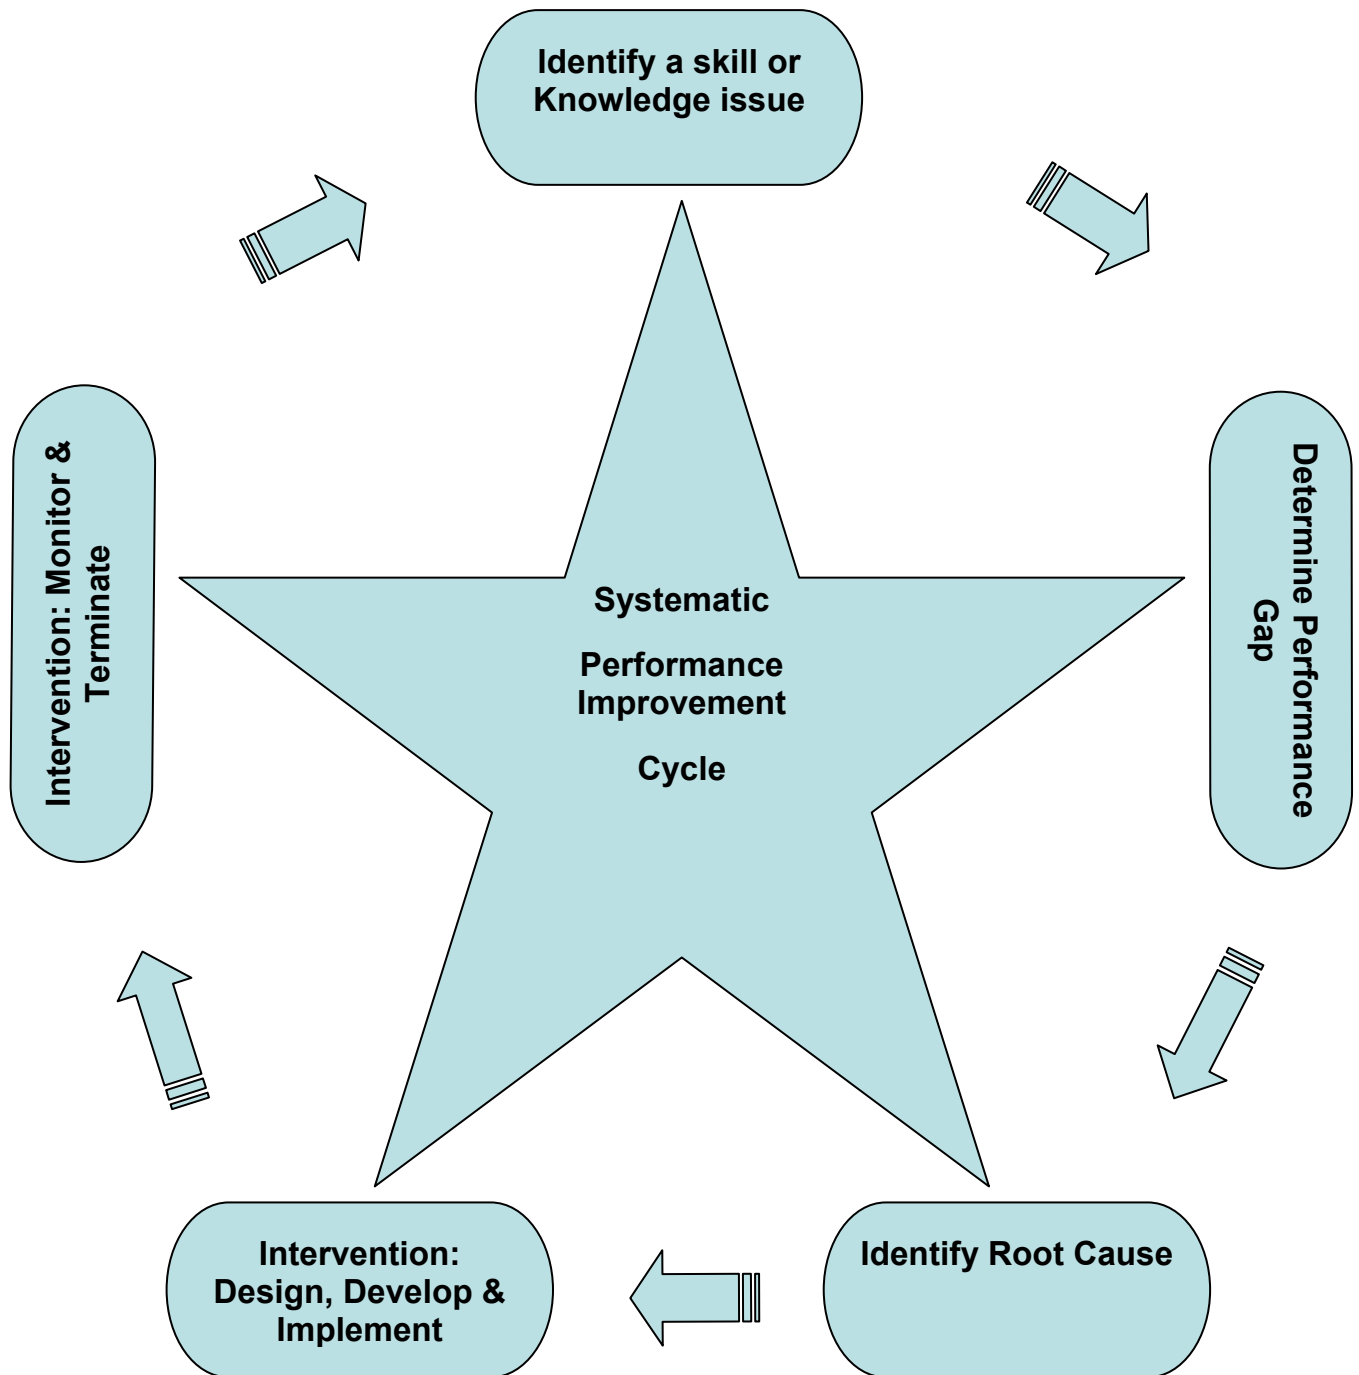 Identify a skill or
Knowledge issue
Determine Performance
Gap
Identify Root Cause
Intervention:
Design, Develop &
Implement
Intervention: Monitor &
Terminate
Systematic
Performance
Improvement
Cycle